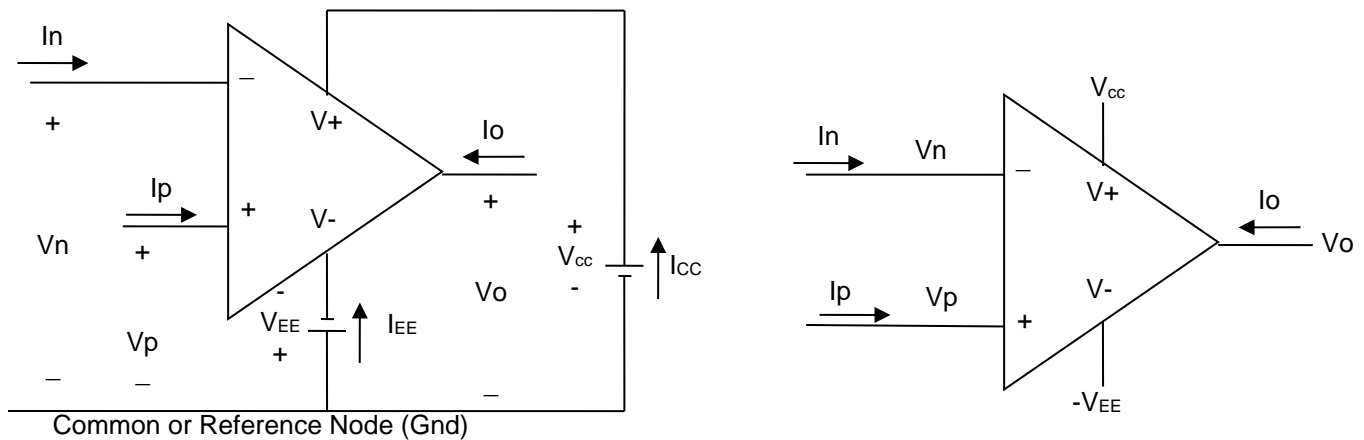 In
−
+
V+
Ip
+
V-
+
Vn
Vp
−
−
Io
+
Vo
−
+
Vcc
-
ICC
-
VEE
+
IEE
Common or Reference Node (Gnd)
Vcc
In
Vn
−
V+
Io
Vo
Ip
Vp
+
V-
-VEE